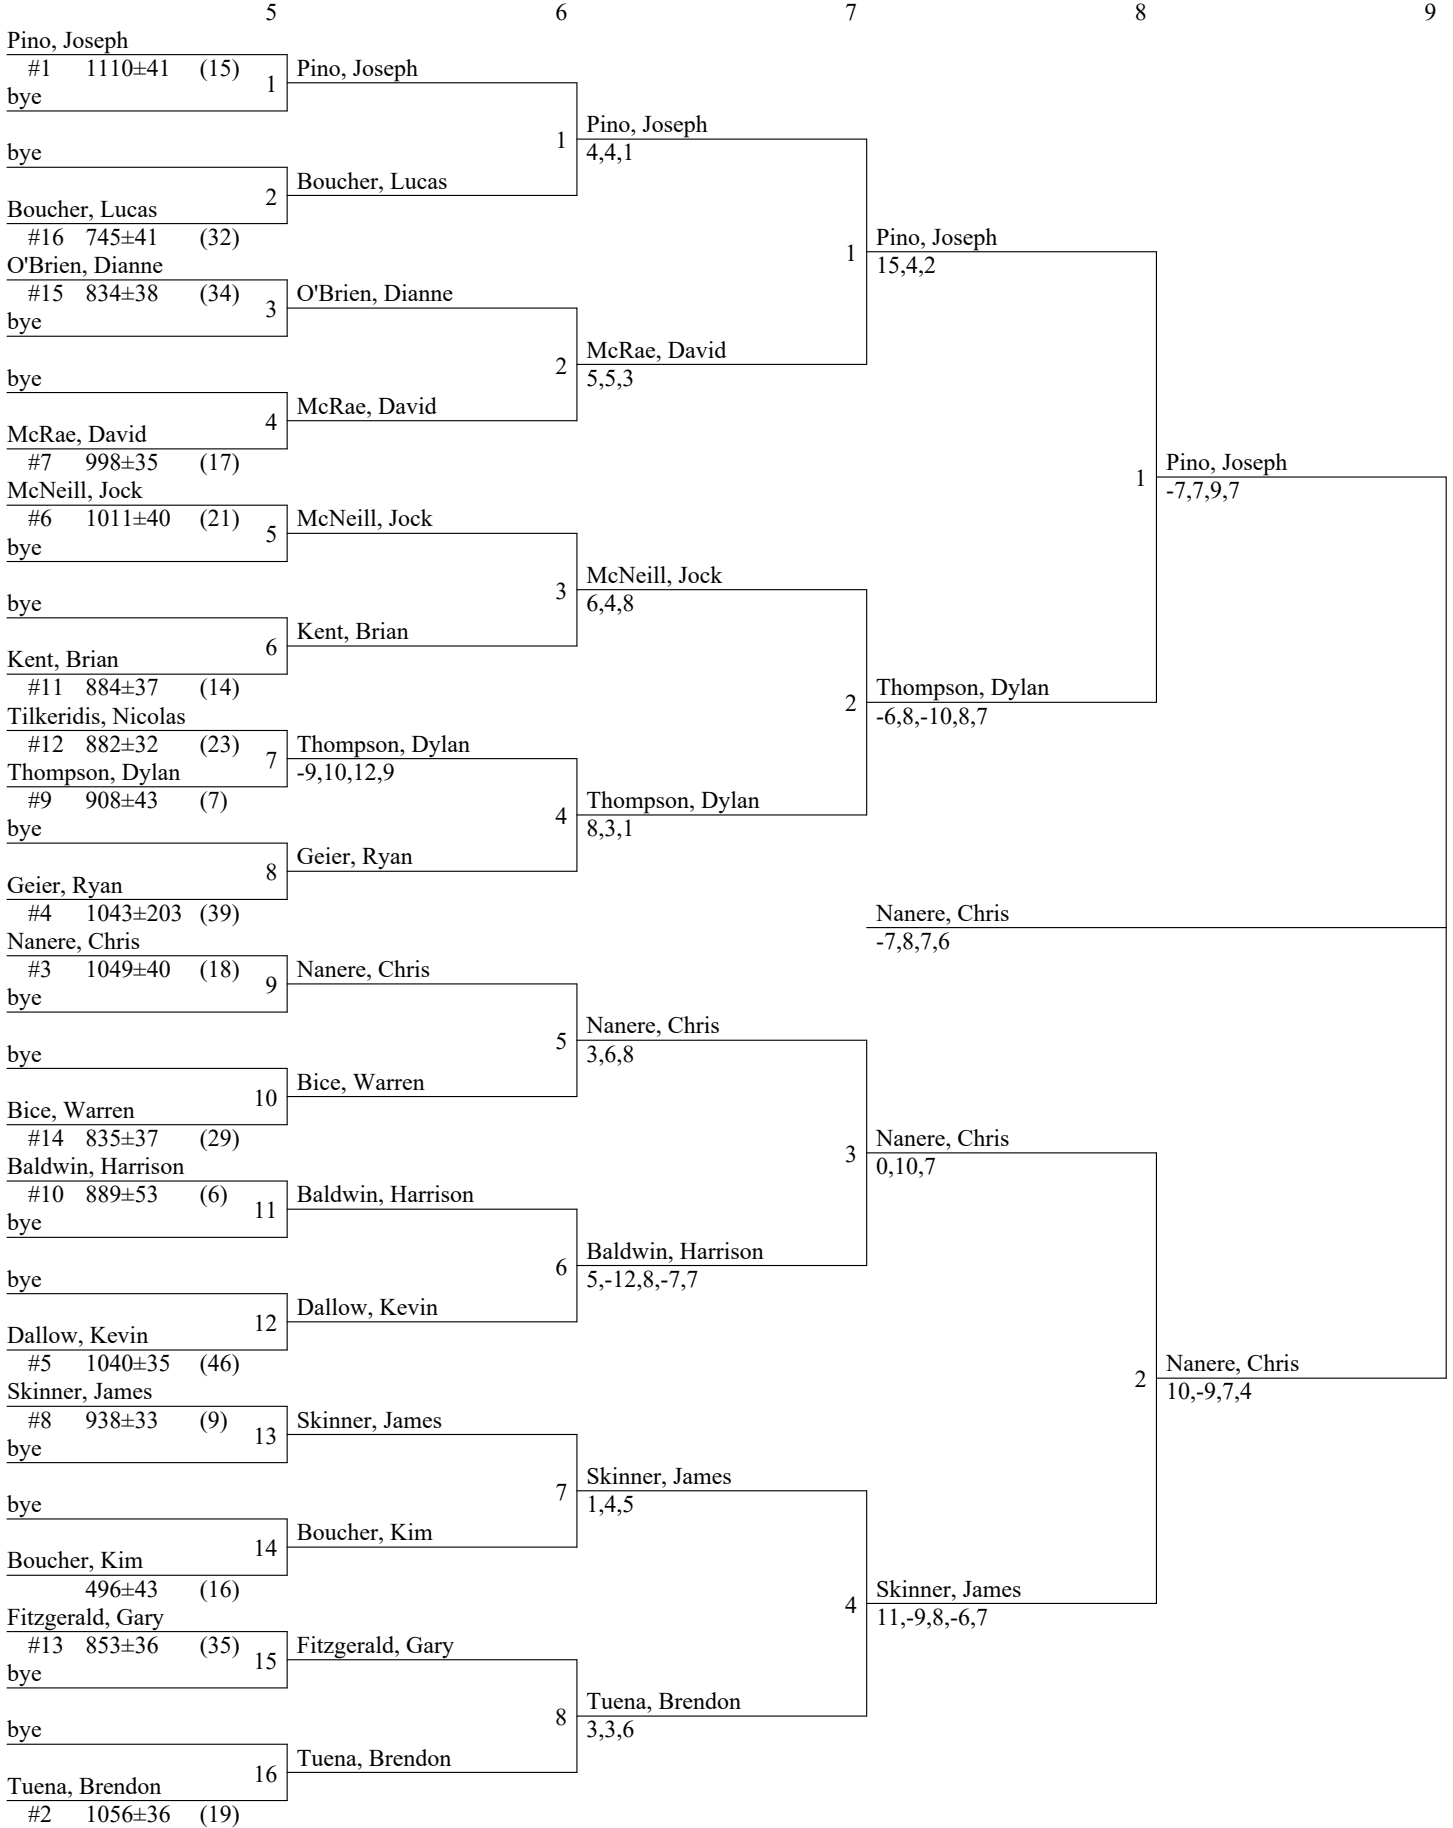 5 6 7 8 9
Pino, Joseph
#1 1110±41 (15) 1 Pino, Joseph
bye
1 Pino, Joseph
4,4,1
bye
2 Boucher, Lucas
Boucher, Lucas
#16 745±41 (32)
1 Pino, Joseph
15,4,2
O'Brien, Dianne
#15 834±38 (34) 3 O'Brien, Dianne
bye
2 McRae, David
5,5,3
bye
4 McRae, David
McRae, David
#7 998±35 (17)
1 Pino, Joseph
-7,7,9,7
McNeill, Jock
#6 1011±40 (21) 5 McNeill, Jock
bye
3 McNeill, Jock
6,4,8
bye
6 Kent, Brian
Kent, Brian
#11 884±37 (14)
2 Thompson, Dylan
-6,8,-10,8,7
Tilkeridis, Nicolas
#12 882±32 (23) 7 Thompson, Dylan
-9,10,12,9
Thompson, Dylan
#9 908±43 (7)
4 Thompson, Dylan
8,3,1
bye
8 Geier, Ryan
Geier, Ryan
#4 1043±203 (39)
Nanere, Chris
-7,8,7,6
Nanere, Chris
#3 1049±40 (18) 9 Nanere, Chris
bye
5 Nanere, Chris
3,6,8
bye
10 Bice, Warren
Bice, Warren
#14 835±37 (29)
3 Nanere, Chris
0,10,7
Baldwin, Harrison
#10 889±53 (6) 11 Baldwin, Harrison
bye
6 Baldwin, Harrison
5,-12,8,-7,7
bye
12 Dallow, Kevin
Dallow, Kevin
#5 1040±35 (46)
2 Nanere, Chris
10,-9,7,4
Skinner, James
#8 938±33 (9) 13 Skinner, James
bye
7 Skinner, James
1,4,5
bye
14 Boucher, Kim
Boucher, Kim
496±43 (16)
4 Skinner, James
11,-9,8,-6,7
Fitzgerald, Gary
#13 853±36 (35) 15 Fitzgerald, Gary
bye
8 Tuena, Brendon
3,3,6
bye
16 Tuena, Brendon
Tuena, Brendon
#2 1056±36 (19)